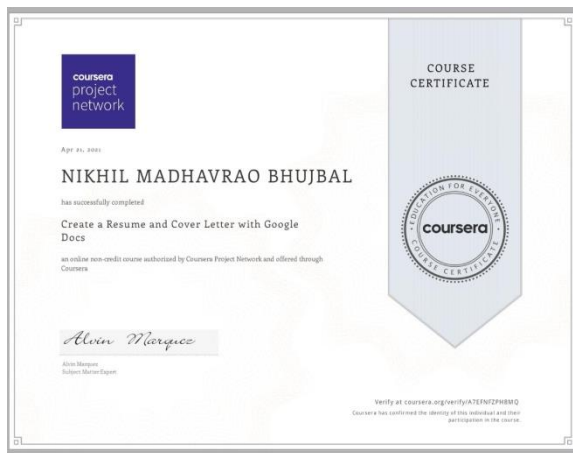 coursera
project
network
Apr 21, 2021
NIKHIL MADHAVRAO BHUJBAL
has successfully completed
Create a Resume and Cover Letter with Google
Docs
an online non-credit course authorized by Coursera Project Network and offered through
Coursera
Alvin Marquez
Alvin Marquez
Subject Matter Expert
COURSE
CERTIFICATE
EDUCATION FOR EVERYONE
coursera
COURSE CERTIFICATE
Verify at coursera.org/verify/A7EFNFZPHBMQ
Coursera has confirmed the identity of this individual and their
participation in the course.